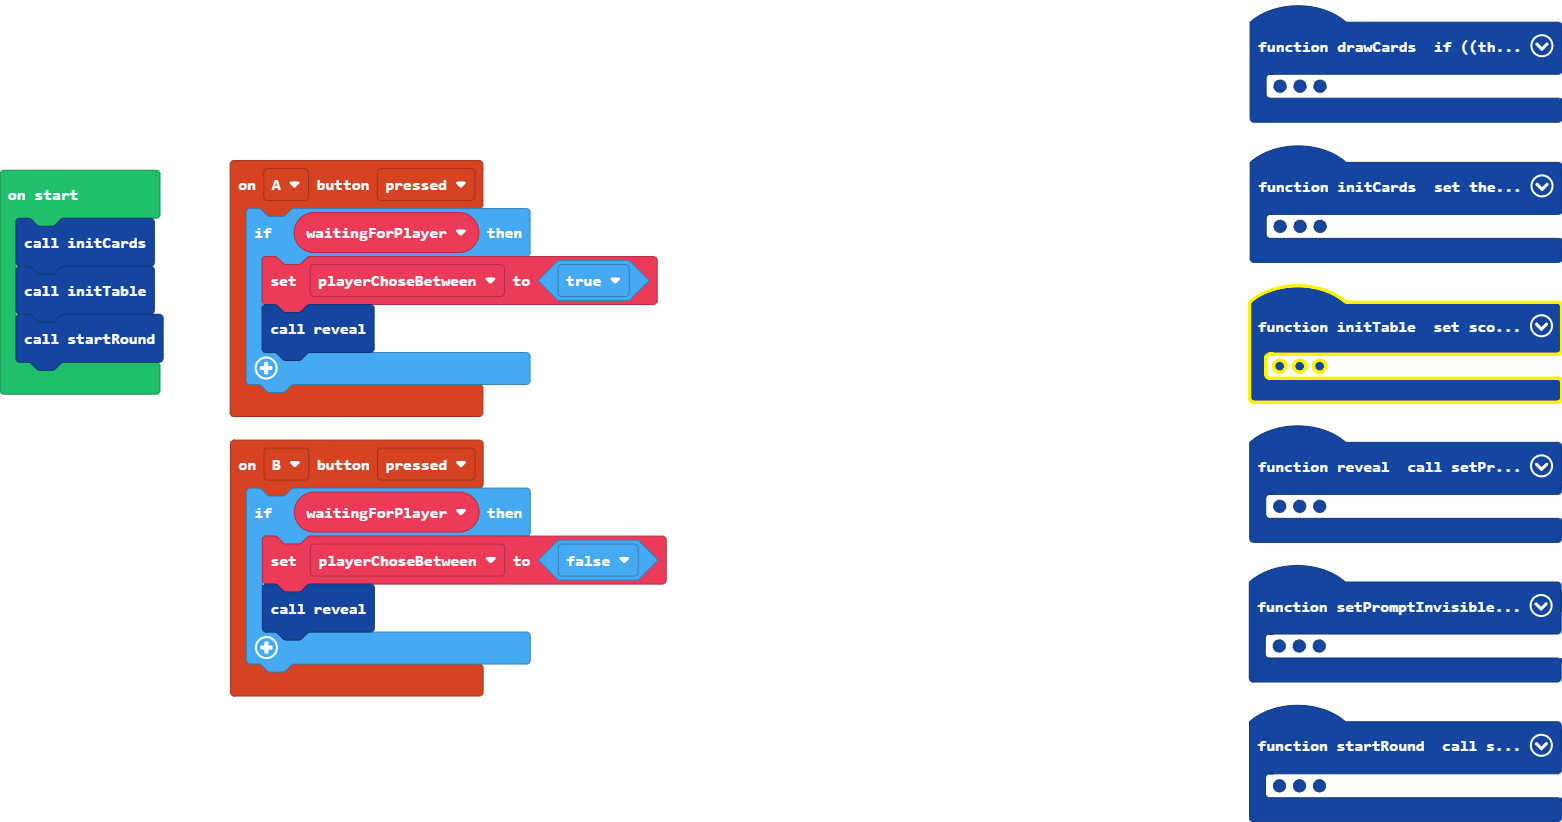 on start
call initCards
call initTable
call startRound
on A button pressed
if waitingForPlayer then
set playerChoseBetween to true
call reveal
on B button pressed
if waitingForPlayer then
set playerChoseBetween to false
call reveal
function drawCards if ((th...
function initCards set the...
function initTable set sco...
function reveal call setPr...
function setPromptInvisible...
function startRound call s...